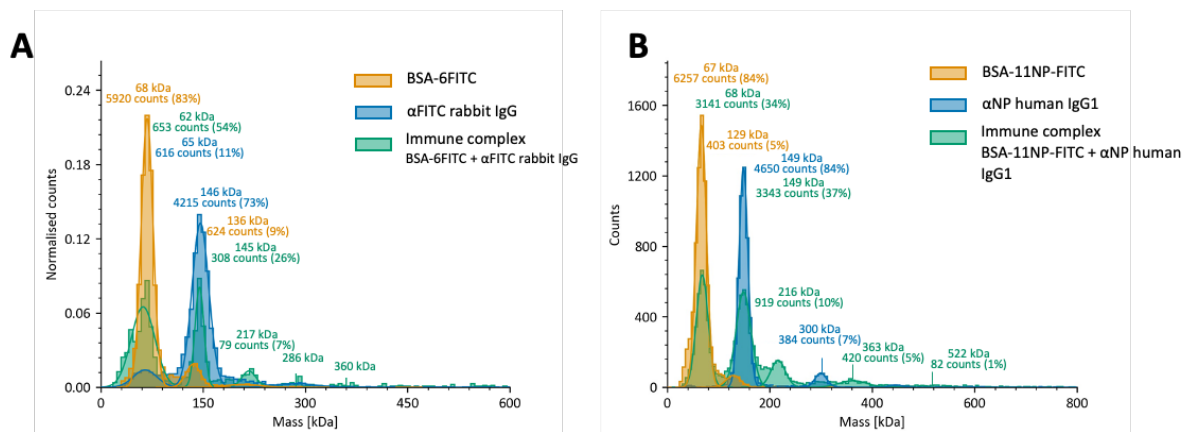 A
BSA-6FITC
αFITC rabbit IgG
Immune complex
BSA-6FITC + αFITC rabbit IgG
68 kDa
5920 counts (83%)
62 kDa
653 counts (54%)
65 kDa
616 counts (11%)
146 kDa
4215 counts (73%)
136 kDa
624 counts (9%)
145 kDa
308 counts (26%)
217 kDa
79 counts (7%)
286 kDa
360 kDa
Normalised counts
0.24
0.18
0.12
0.06
0.00
0
150
300
450
600
Mass [kDa]
B
BSA-11NP-FITC
αNP human IgG1
Immune complex
BSA-11NP-FITC + αNP human
IgG1
67 kDa
6257 counts (84%)
68 kDa
3141 counts (34%)
129 kDa
403 counts (5%)
149 kDa
4650 counts (84%)
149 kDa
3343 counts (37%)
216 kDa
919 counts (10%)
300 kDa
384 counts (7%)
363 kDa
420 counts (5%)
522 kDa
82 counts (1%)
Counts
1600
1200
800
400
0
0
200
400
600
800
Mass [kDa]